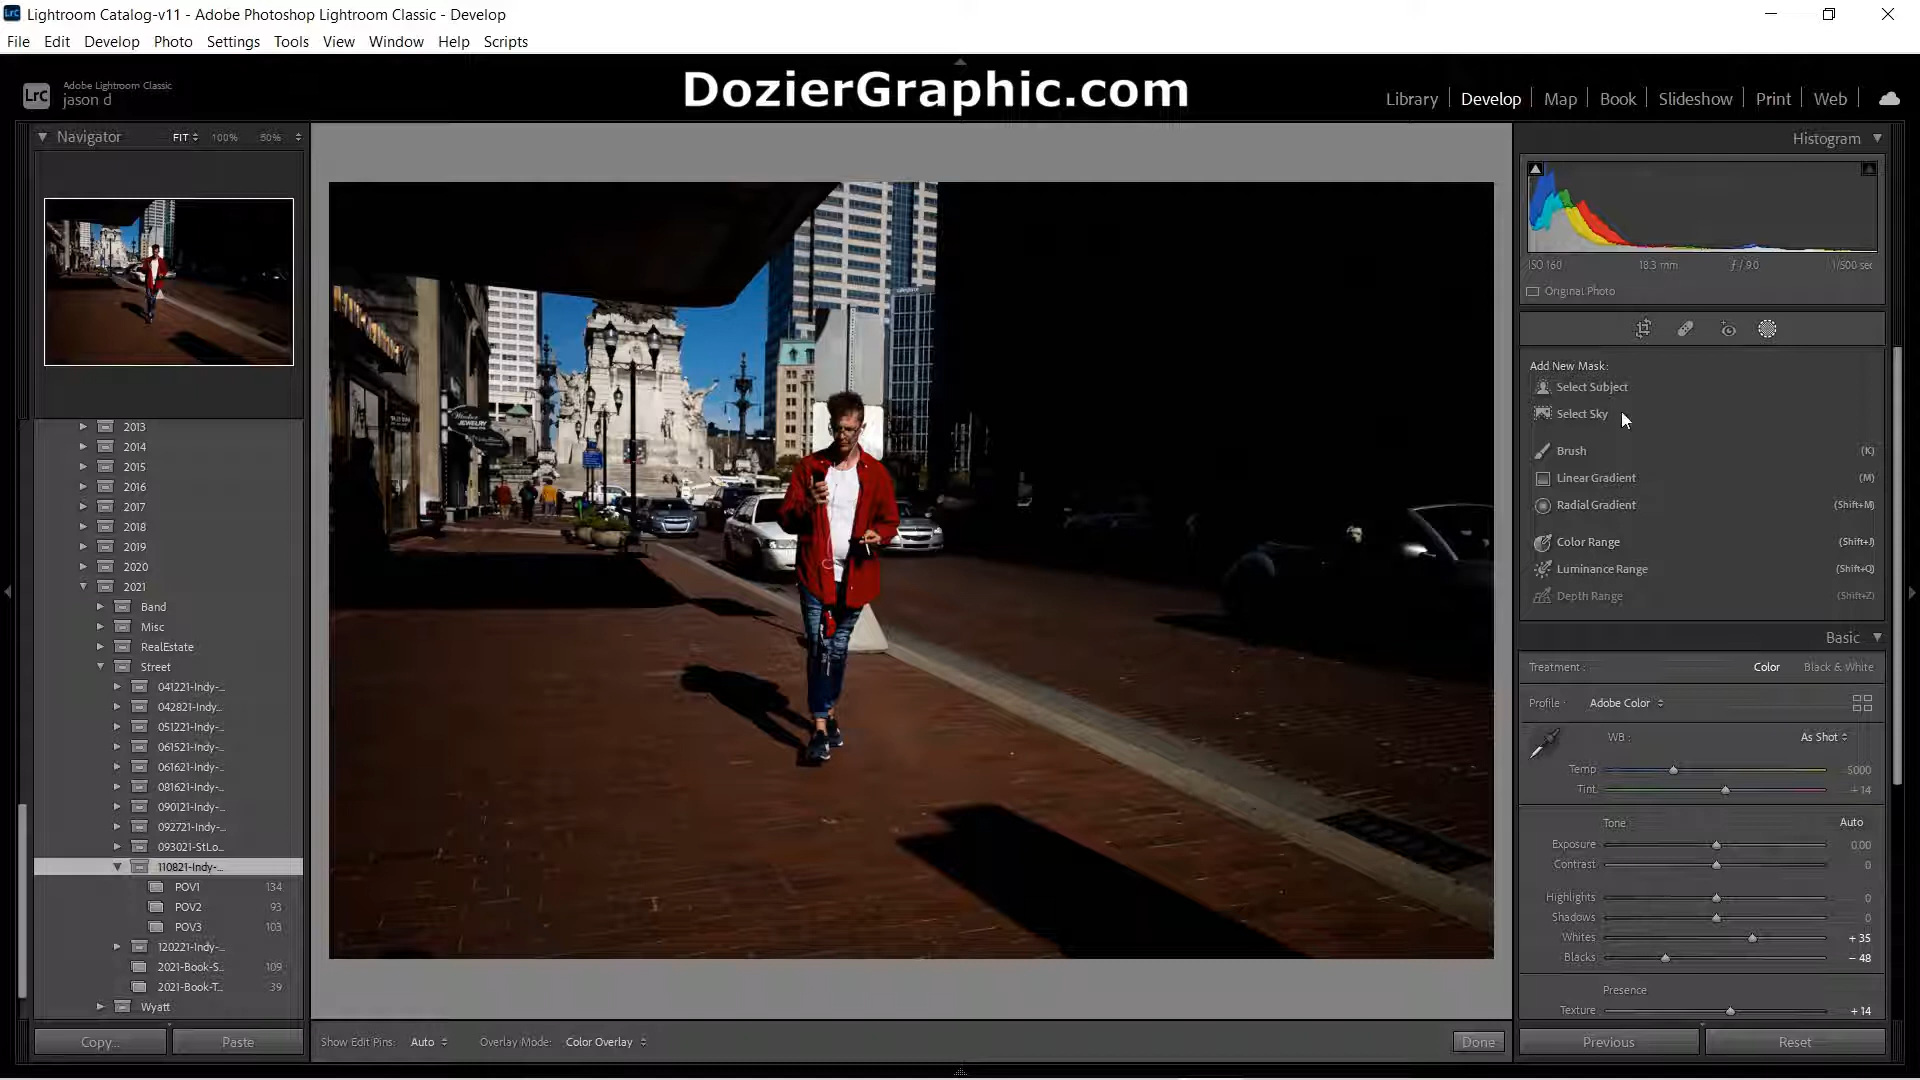 Lightroom Catalog-v11 - Adobe Photoshop Lightroom Classic - Develop
File Edit Develop Photo Settings Tools View Window Help Scripts
LrC Adobe Lightroom Classic
jason d
DozierGraphic.com
Library Develop Map Book Slideshow Print Web
Navigator FIT 100% 50%
2013
2014
2015
2016
2017
2018
2019
2020
2021
Band
Misc
RealEstate
Street
041221-Indy-...
042821-Indy...
051221-Indy-...
061521-Indy-...
061621-Indy-...
081621-Indy-...
090121-Indy-...
092721-Indy-...
093021-StLo...
110821-Indy-...
POV1 134
POV2 93
POV3 103
120221-Indy-...
2021-Book-S... 109
2021-Book-T... 39
Wyatt
Copy... Paste
JEWELRY
Show Edit Pins: Auto Overlay Mode: Color Overlay Done
Histogram
ISO 160 18.3 mm ƒ / 9.0 1/500 sec
Original Photo
Add New Mask:
Select Subject
Select Sky
Brush (K)
Linear Gradient (M)
Radial Gradient (Shift+M)
Color Range (Shift+J)
Luminance Range (Shift+Q)
Depth Range (Shift+Z)
Basic
Treatment : Color Black & White
Profile : Adobe Color
WB : As Shot
Temp 5000
Tint + 14
Tone Auto
Exposure 0.00
Contrast 0
Highlights 0
Shadows 0
Whites + 35
Blacks – 48
Presence
Texture + 14
Previous Reset